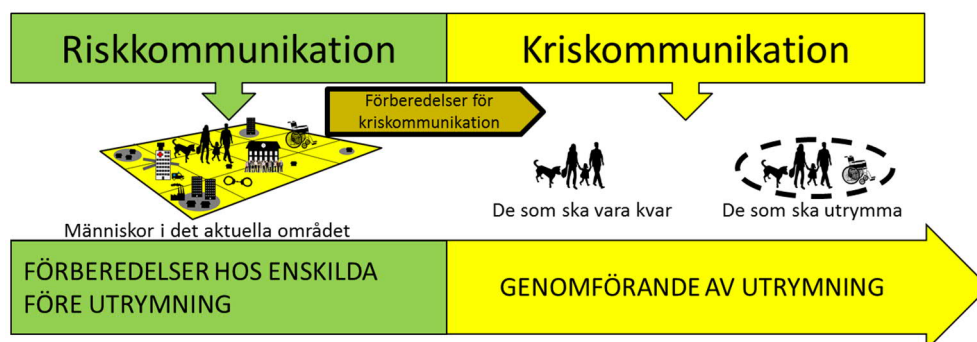 Riskkommunikation
Kriskommunikation
Förberedelser för
kriskommunikation
Människor i det aktuella området
De som ska vara kvar
De som ska utrymma
FÖRBEREDELSER HOS ENSKILDA
FÖRE UTRYMNING
GENOMFÖRANDE AV UTRYMNING